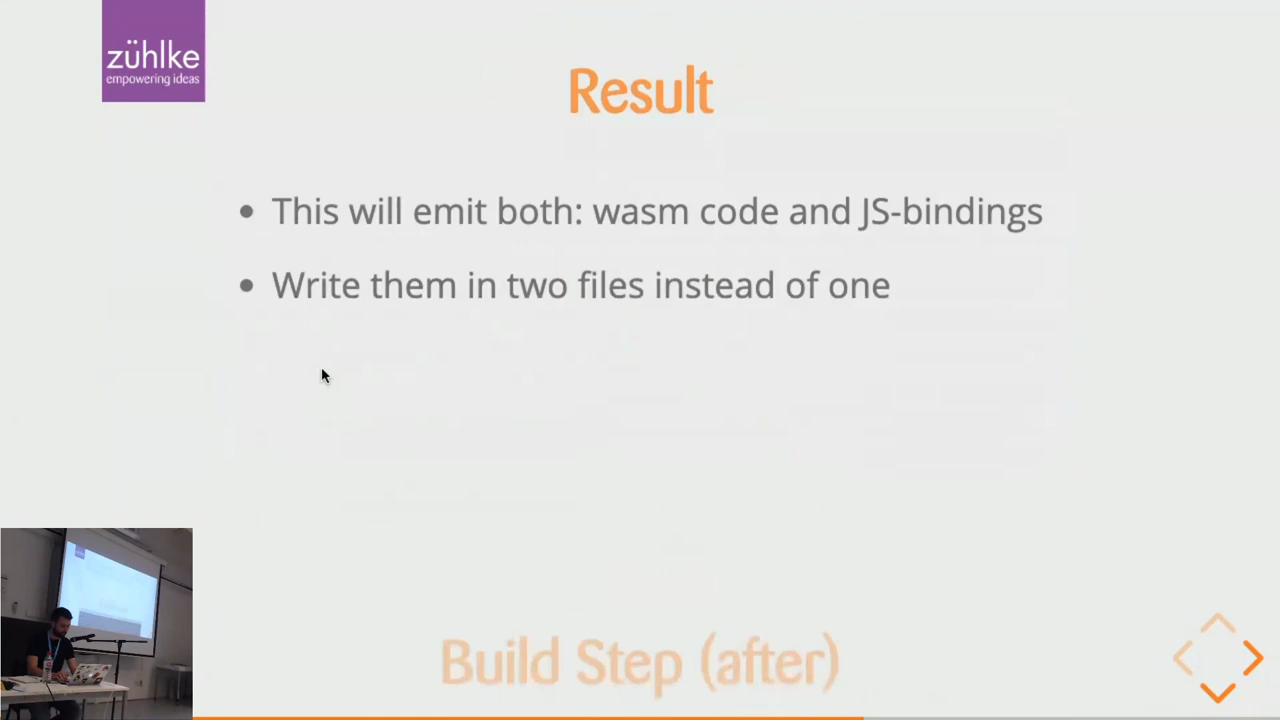 zühlke
empowering ideas
Result
This will emit both: wasm code and JS-bindings
Write them in two files instead of one
Build Step (after)